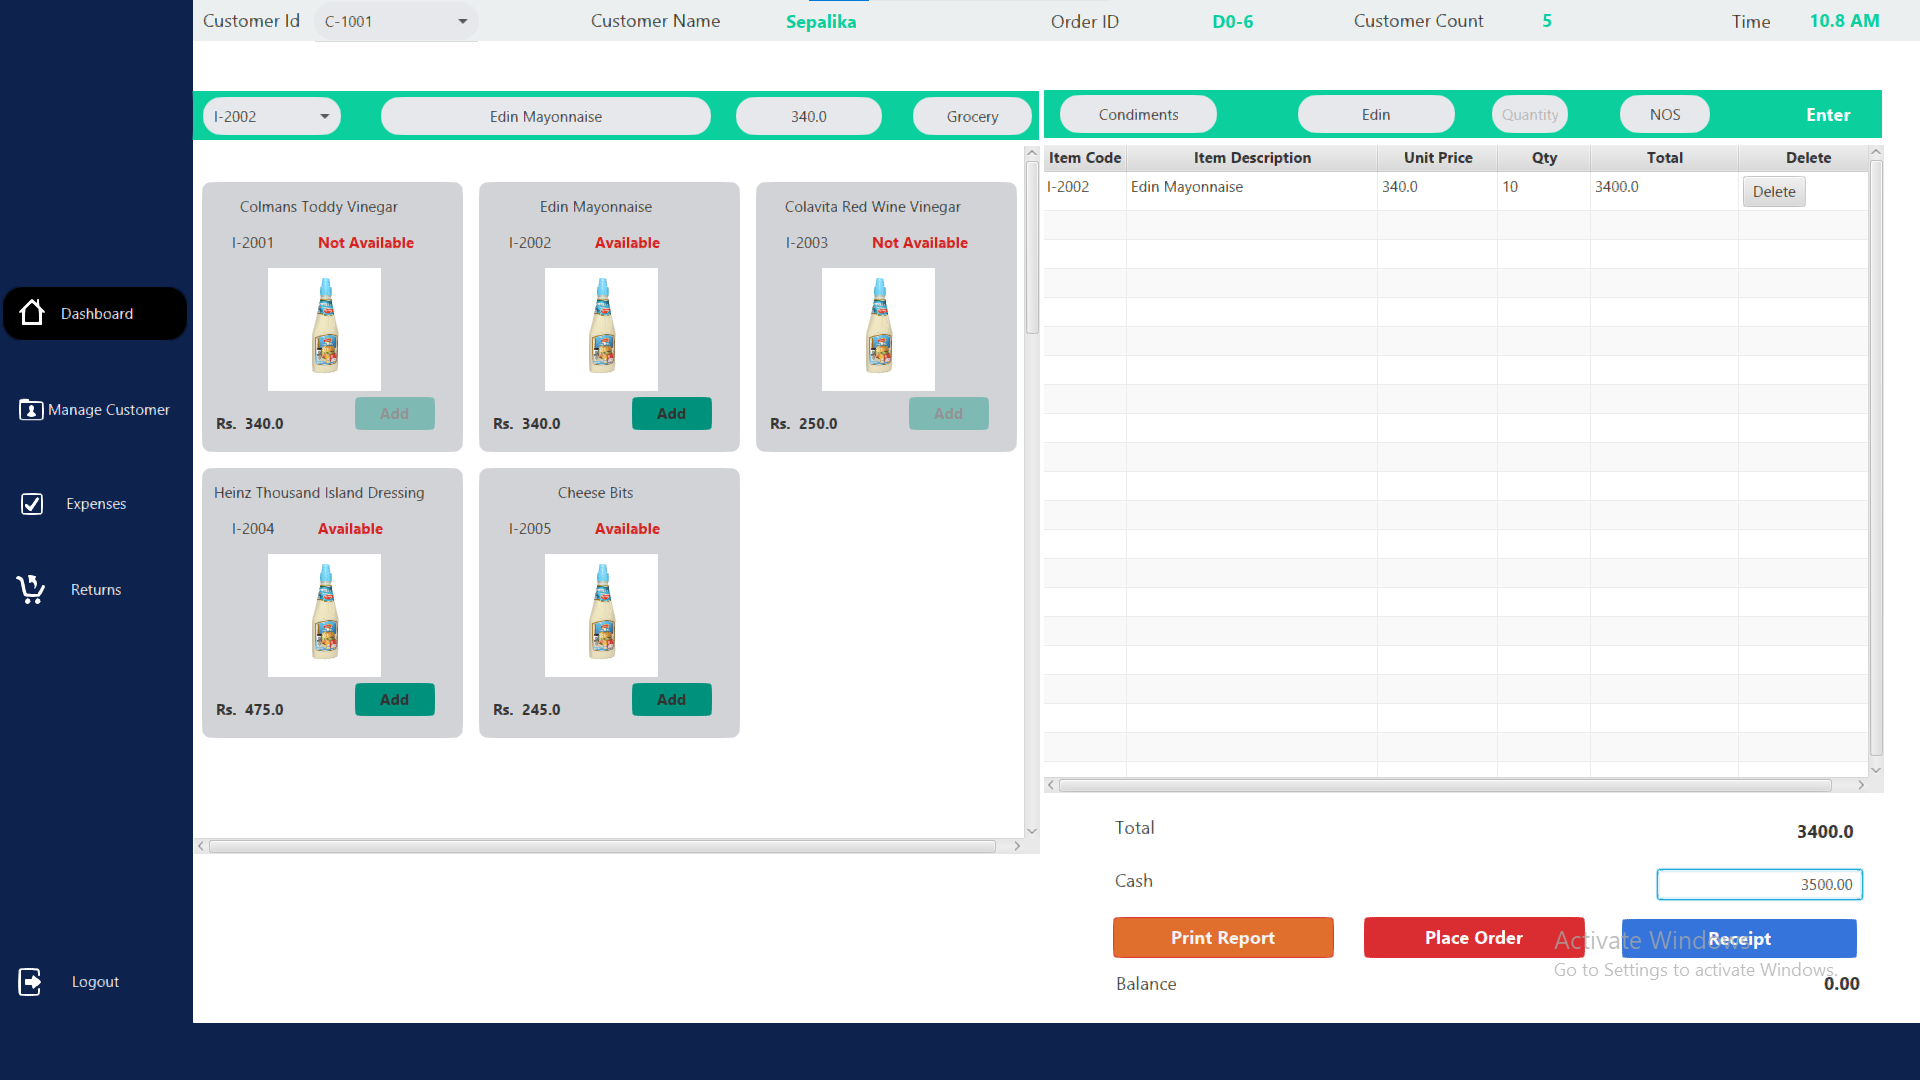 Customer Id C-1001 Customer Name Sepalika Order ID D0-6 Customer Count 5 Time 10.8 AM
I-2002 Edin Mayonnaise 340.0 Grocery
Condiments Edin Quantity NOS Enter
Dashboard
Manage Customer
Expenses
Returns
Logout
Colmans Toddy Vinegar
I-2001 Not Available
Rs. 340.0 Add
Edin Mayonnaise
I-2002 Available
Rs. 340.0 Add
Colavita Red Wine Vinegar
I-2003 Not Available
Rs. 250.0 Add
Heinz Thousand Island Dressing
I-2004 Available
Rs. 475.0 Add
Cheese Bits
I-2005 Available
Rs. 245.0 Add
Item Code Item Description Unit Price Qty Total Delete
I-2002 Edin Mayonnaise 340.0 10 3400.0 Delete
Total 3400.0
Cash 3500.00
Print Report Place Order Receipt
Activate Windows
Go to Settings to activate Windows.
Balance 0.00